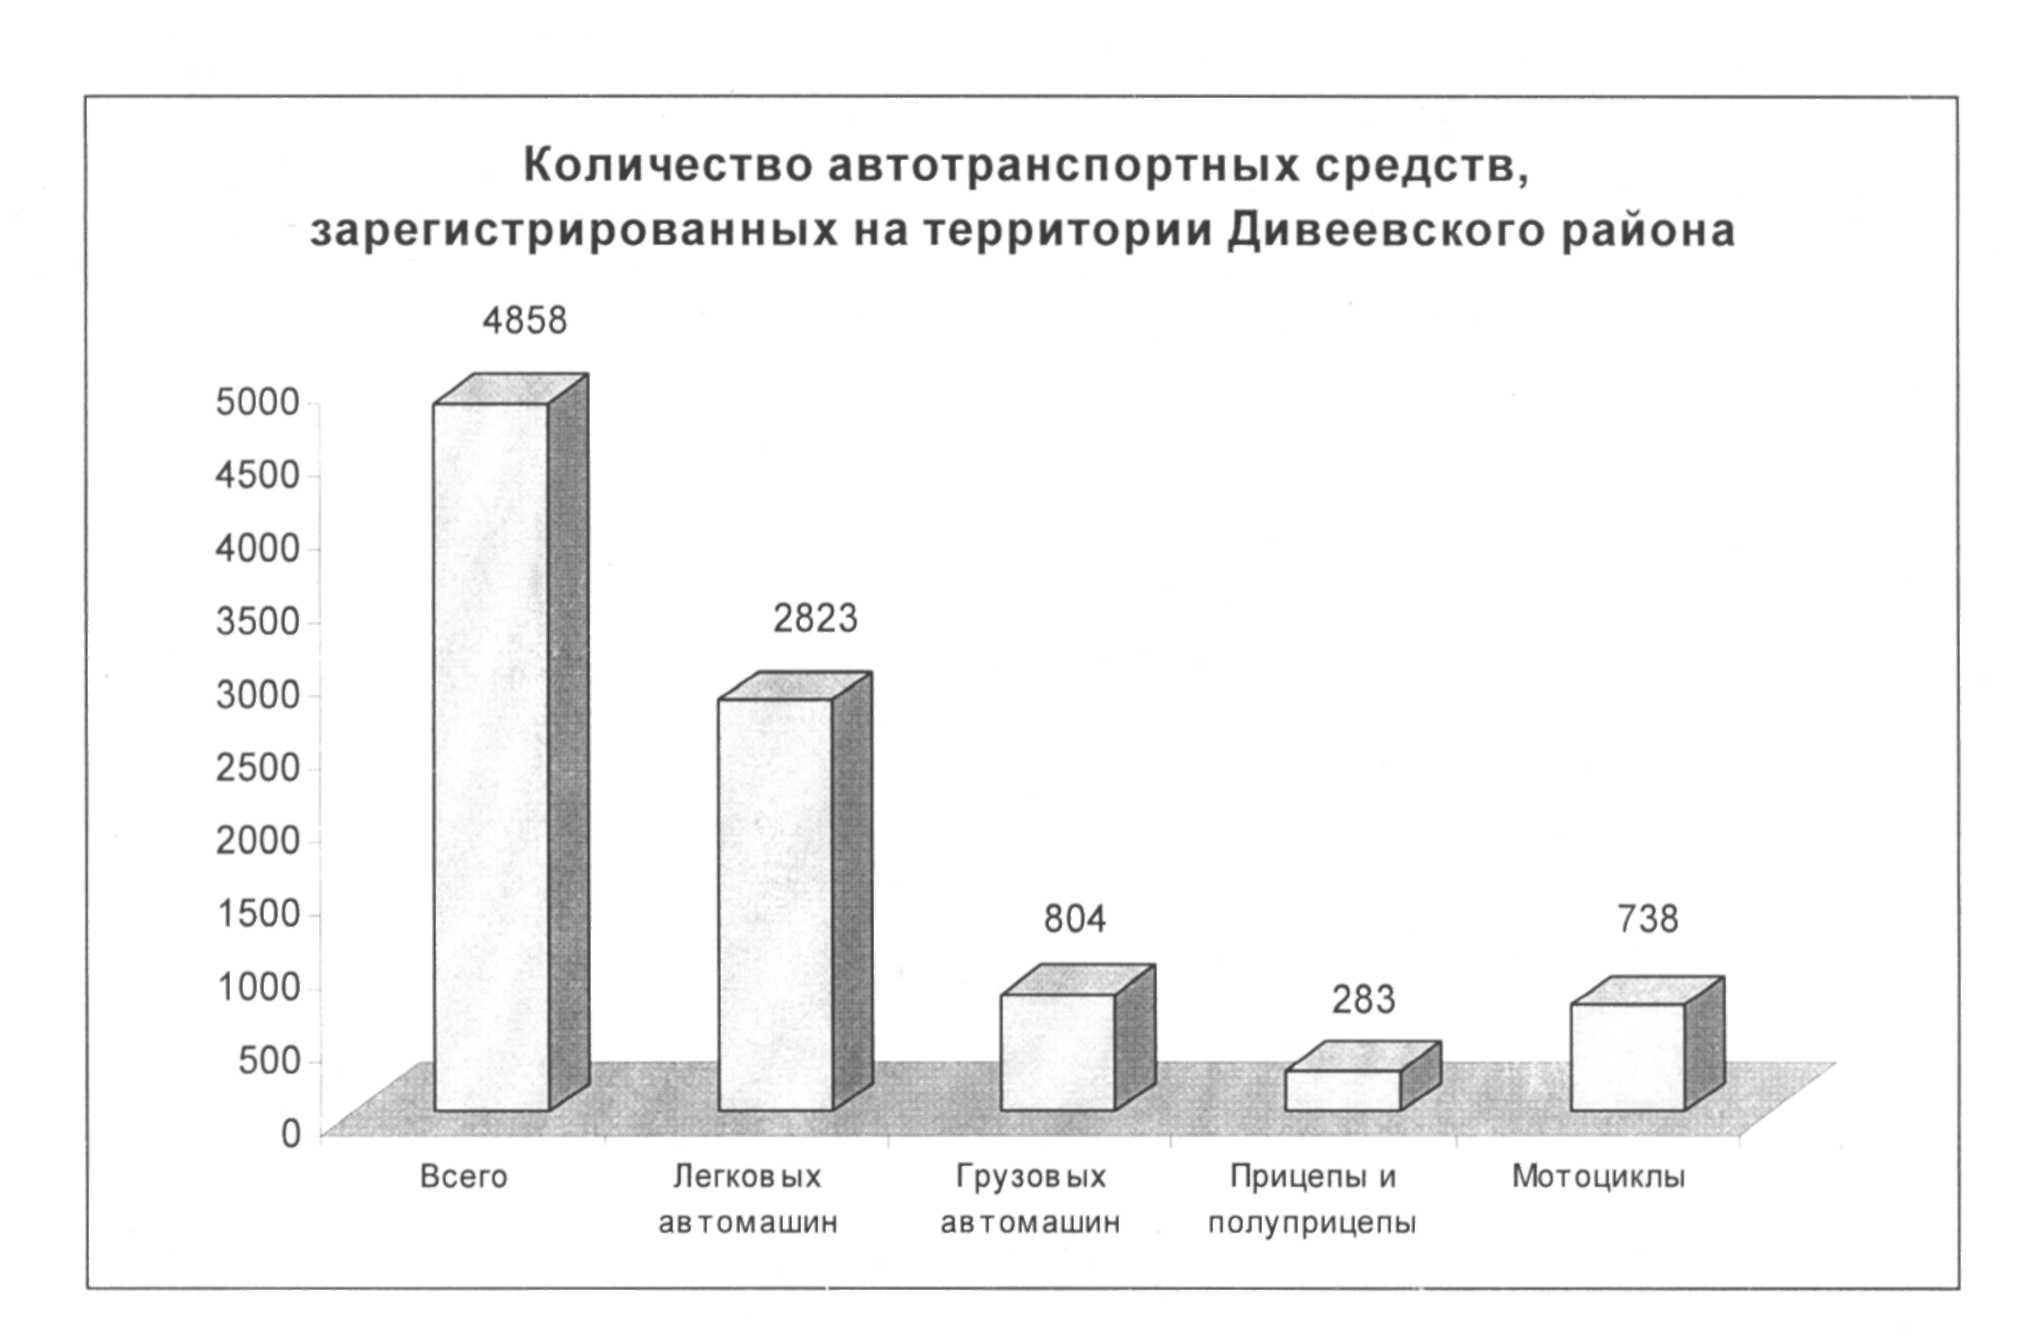 Количество автотранспортных средств,
зарегистрированных на территории Дивеевского района
4858
5000
4500
4000
3500
2823
3000
2500
2000
1500
804
738
1000
283
500
0
Всего
Легковых
автомашин
Грузовых
автомашин
Прицепы и
полуприцепы
Мотоциклы